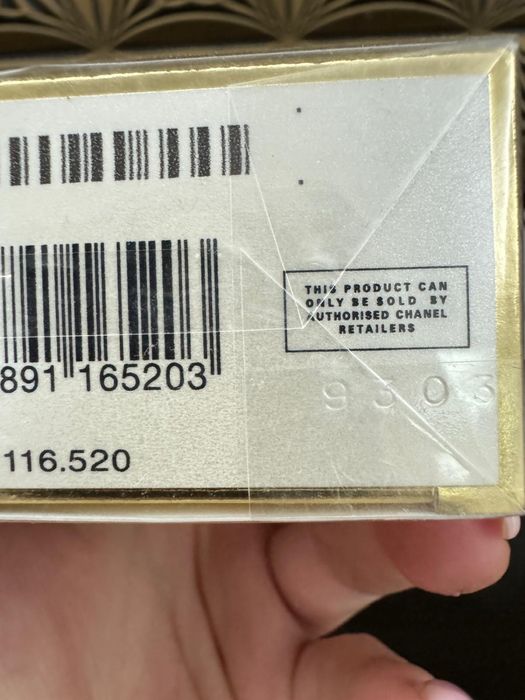 THIS PRODUCT CAN
ONLY BE SOLD BY
AUTHORISED CHANEL
RETAILERS
891 165203
9303
116.520